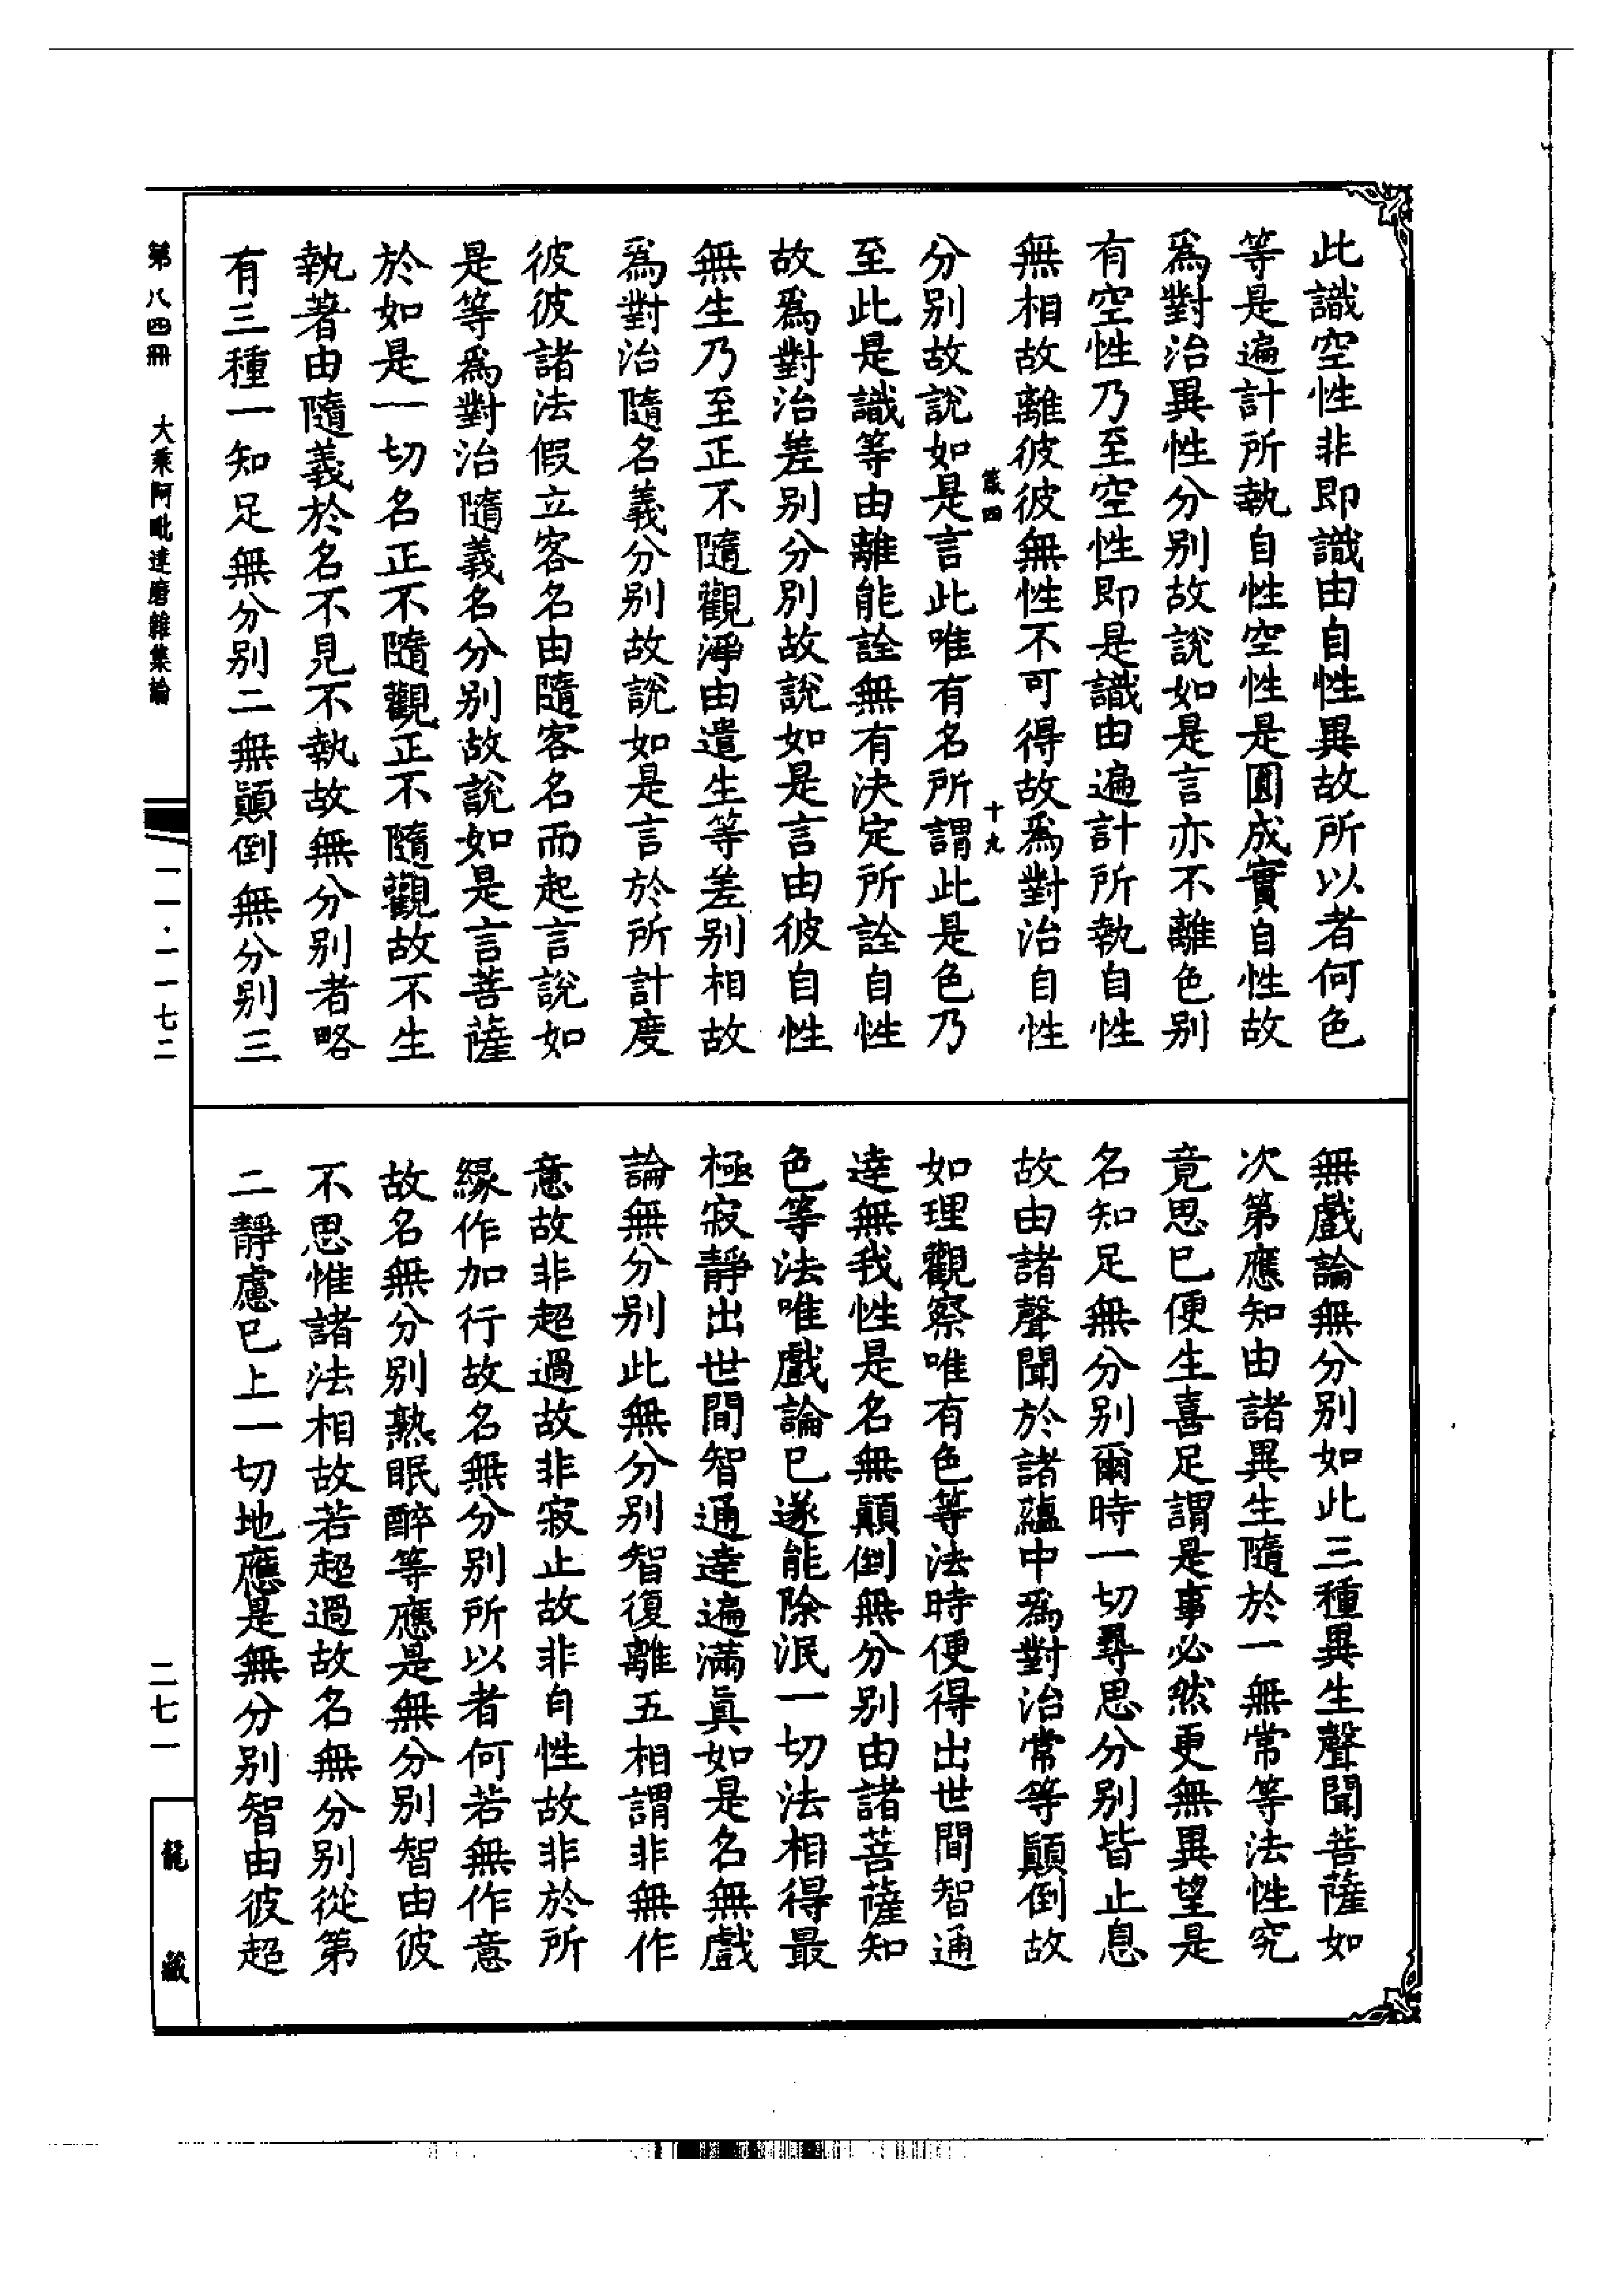 此識空性非即識由自性異故所以者何色
等是遍計所執自性空性是圓成實自性故
爲對治異性分別故說如是言亦不離色別
有空性乃至空性即是識由遍計所執自性
無相故離彼彼無性不可得故爲對治自性
箴四 十九
分別故說如是言此唯有名所謂此是色乃
至此是識等由離能詮無有決定所詮自性
故爲對治差別分別故說如是言由彼自性
無生乃至正不隨觀淨由遣生等差別相故
爲對治隨名義分別故說如是言於所計度
彼彼諸法假立客名由隨客名而起言說如
是等爲對治隨義名分別故說如是言菩薩
於如是一切名正不隨觀正不隨觀故不生
執著由隨義於名不見不執故無分別者略
有三種一知足無分別二無顛倒無分別三
無戲論無分別如此三種異生聲聞菩薩如
次第應知由諸異生隨於一無常等法性究
竟思已便生喜足謂是事必然更無異望是
名知足無分別爾時一切尋思分別皆止息
故由諸聲聞於諸蘊中爲對治常等顛倒故
如理觀察唯有色等法時便得出世間智通
達無我性是名無顛倒無分別由諸菩薩知
色等法唯戲論已遂能除泯一切法相得最
極寂靜出世間智通達遍滿眞如是名無戲
論無分別此無分別智復離五相謂非無作
意故非超過故非寂止故非自性故非於所
緣作加行故名無分別所以者何若無作意
故名無分別熟眠醉等應是無分別智由彼
不思惟諸法相故若超過故名無分別從第
二靜慮已上一切地應是無分別智由彼超
第八四冊 大乘阿毗達磨雜集論 一一·一一七二 二七一 龍藏